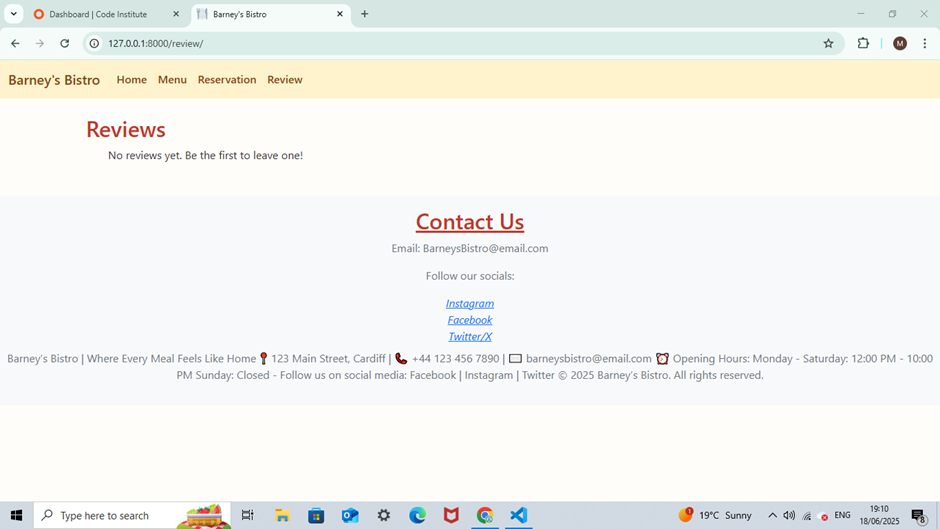 Dashboard | Code Institute
Barney's Bistro
127.0.0.1:8000/review/
M
Barney's Bistro Home Menu Reservation Review
Reviews
No reviews yet. Be the first to leave one!
Contact Us
Email: BarneysBistro@email.com
Follow our socials:
Instagram
Facebook
Twitter/X
Barney's Bistro | Where Every Meal Feels Like Home 📍 123 Main Street, Cardiff | 📞 +44 123 456 7890 | ✉️ barneysbistro@email.com ⏰ Opening Hours: Monday - Saturday: 12:00 PM - 10:00
PM Sunday: Closed - Follow us on social media: Facebook | Instagram | Twitter © 2025 Barney's Bistro. All rights reserved.
Type here to search
1
19°C Sunny
ENG
19:10
18/06/2025
8